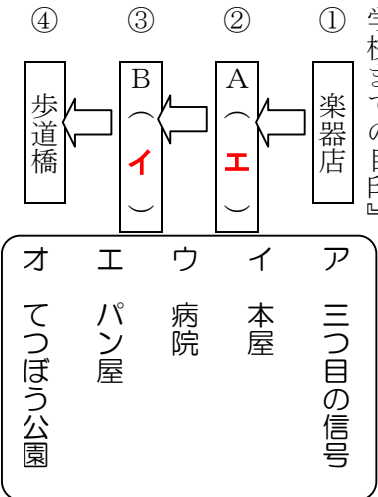 学校までの目印』
①
楽器店
②
A（エ）
③
B（イ）
④
歩道橋
ア　三つ目の信号
イ　本屋
ウ　病院
エ　パン屋
オ　てつぼう公園